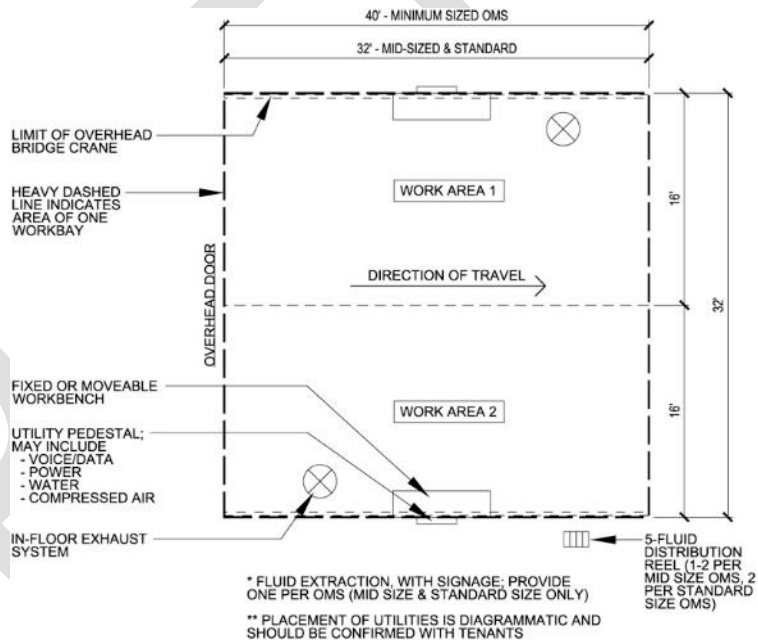 40' - MINIMUM SIZED OMS
32' - MID-SIZED & STANDARD
LIMIT OF OVERHEAD
BRIDGE CRANE
HEAVY DASHED
LINE INDICATES
AREA OF ONE
WORKBAY
OVERHEAD DOOR
WORK AREA 1
DIRECTION OF TRAVEL
WORK AREA 2
16'
16'
32'
FIXED OR MOVEABLE
WORKBENCH
UTILITY PEDESTAL;
MAY INCLUDE
- VOICE/DATA
- POWER
- WATER
- COMPRESSED AIR
IN-FLOOR EXHAUST
SYSTEM
5-FLUID
DISTRIBUTION
REEL (1-2 PER
MID SIZE OMS, 2
PER STANDARD
SIZE OMS)
* FLUID EXTRACTION, WITH SIGNAGE; PROVIDE
ONE PER OMS (MID SIZE & STANDARD SIZE ONLY)
** PLACEMENT OF UTILITIES IS DIAGRAMMATIC AND
SHOULD BE CONFIRMED WITH TENANTS